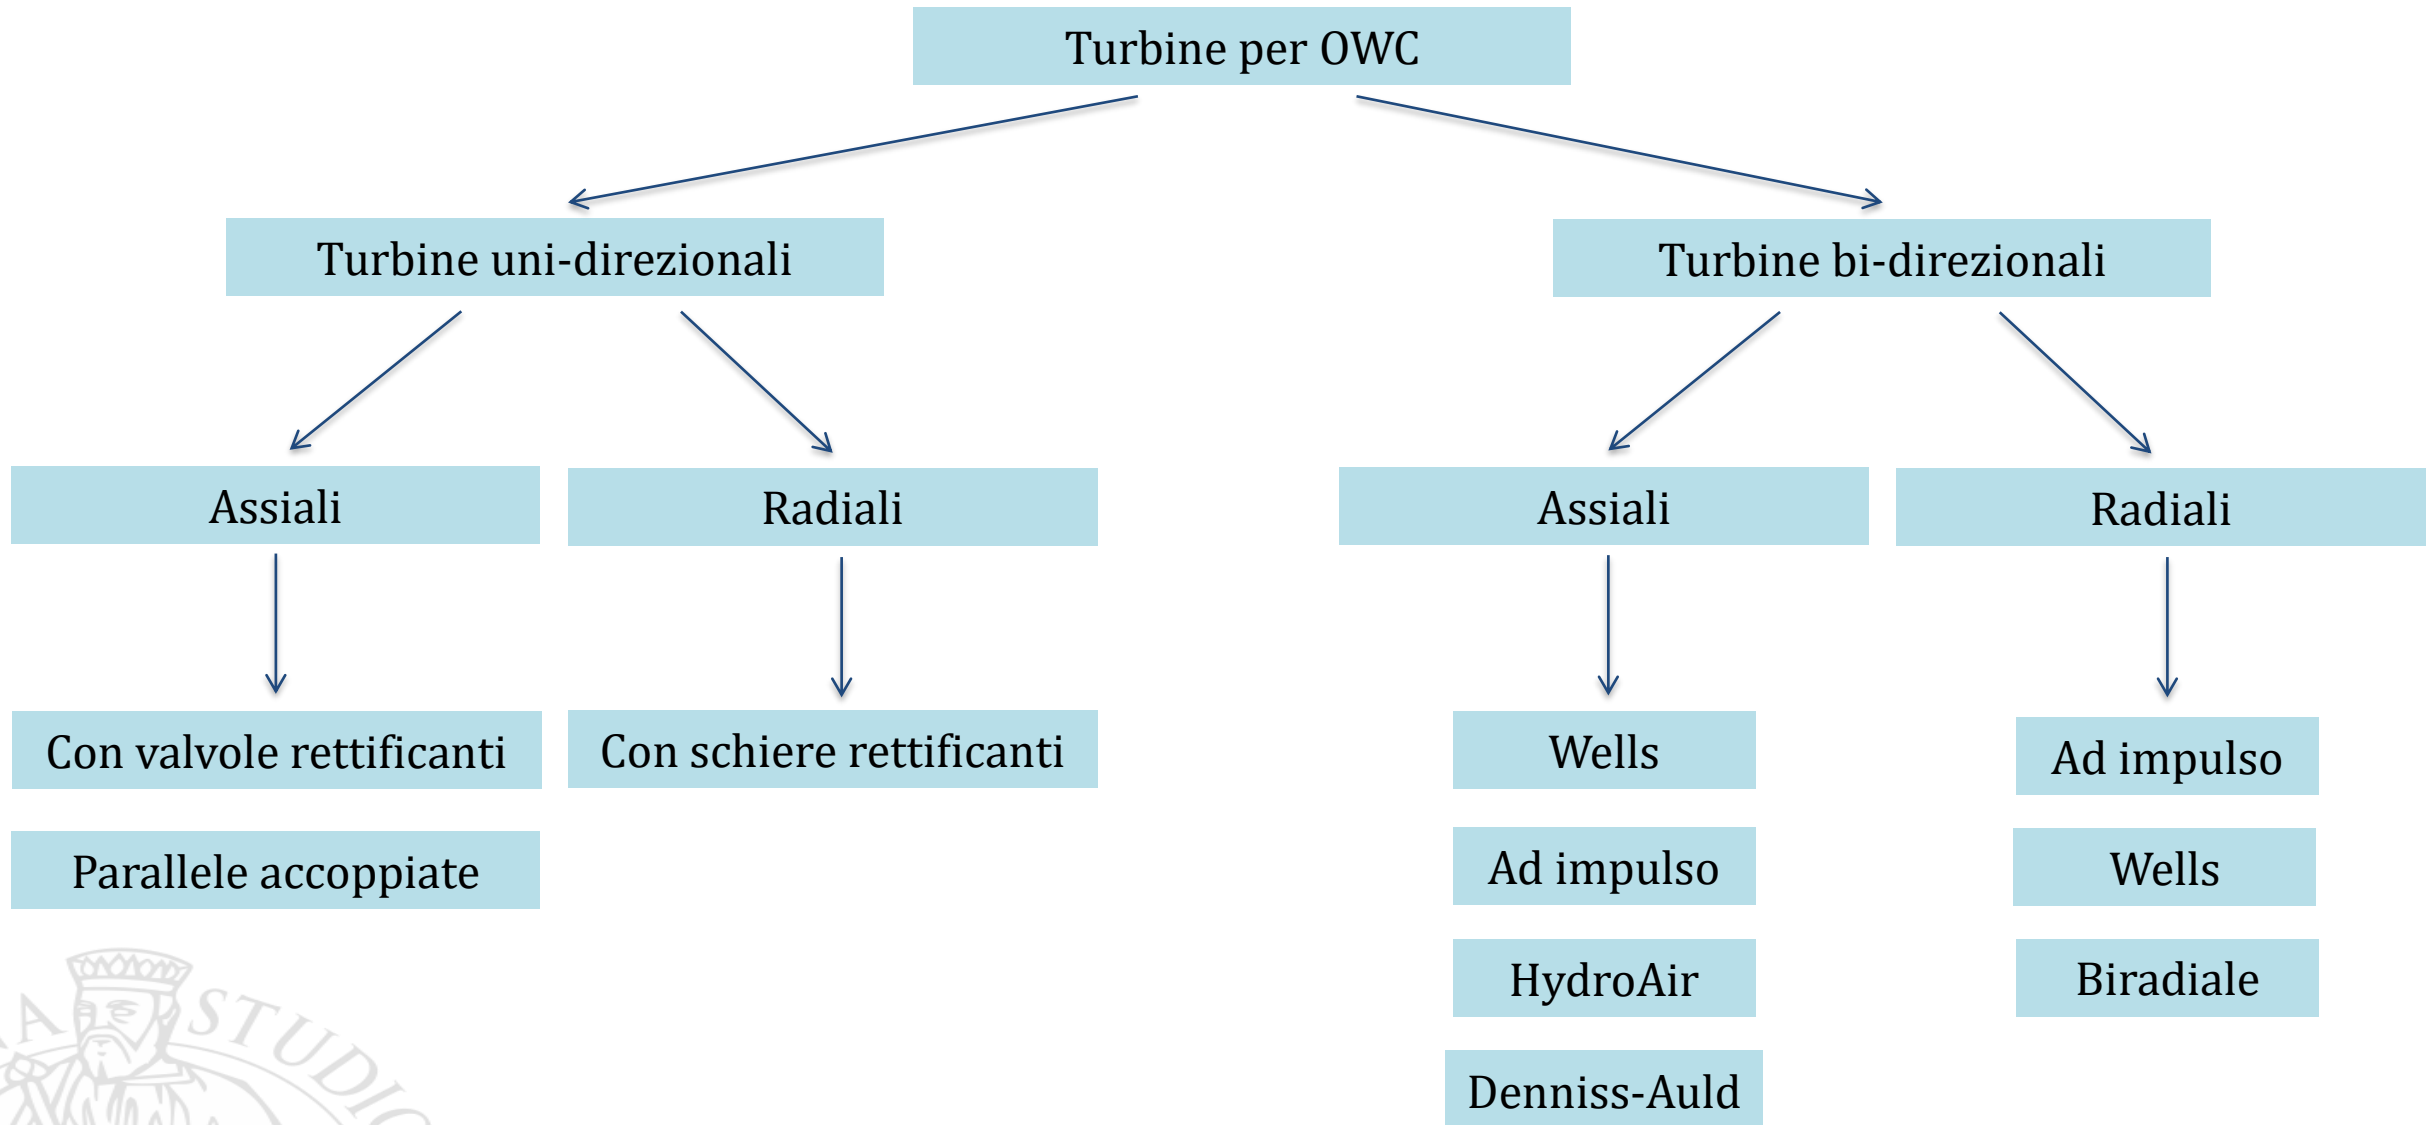 Turbine per OWC
Turbine uni-direzionali
Turbine bi-direzionali
Assiali
Radiali
Assiali
Radiali
Con valvole rettificanti
Con schiere rettificanti
Wells
Ad impulso
Parallele accoppiate
Ad impulso
Wells
HydroAir
Biradiale
Denniss-Auld
A STUDIO